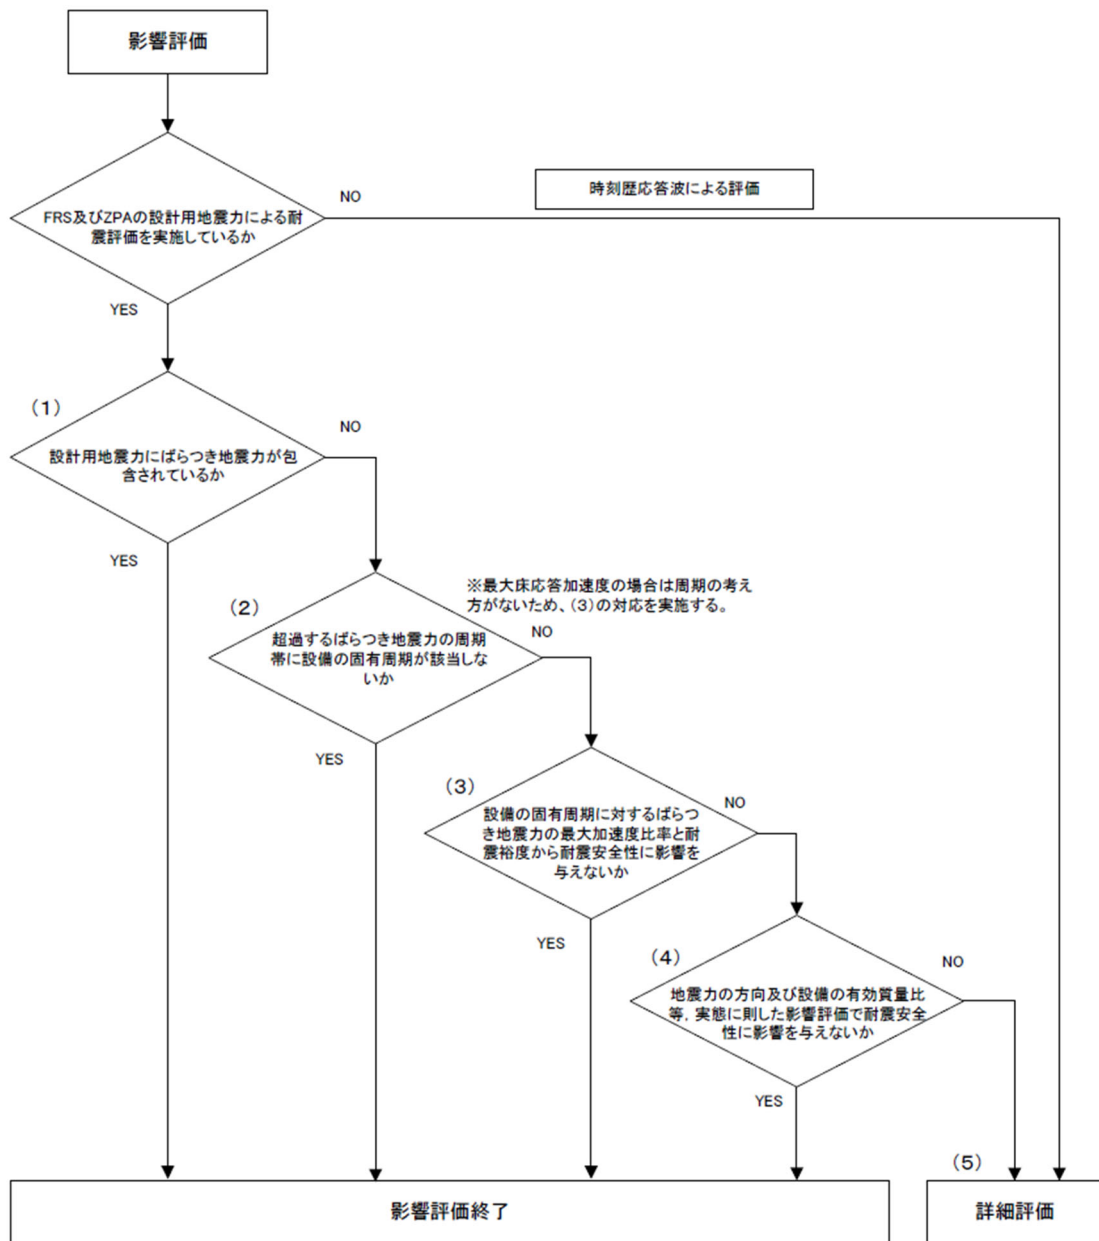 影響評価
NO
時刻歴応答波による評価
FRS及びZPAの設計用地震力による耐
震評価を実施しているか
YES
(1)
NO
設計用地震力にばらつき地震力が包
含されているか
YES
※最大床応答加速度の場合は周期の考え
方がないため、(3)の対応を実施する。
(2)
NO
超過するばらつき地震力の周期
帯に設備の固有周期が該当しな
いか
YES
(3)
NO
設備の固有周期に対するばらつ
き地震力の最大加速度比率と耐
震裕度から耐震安全性に影響を
与えないか
YES
(4)
NO
地震力の方向及び設備の有効質量比
等，実態に則した影響評価で耐震安全
性に影響を与えないか
YES
(5)
影響評価終了
詳細評価